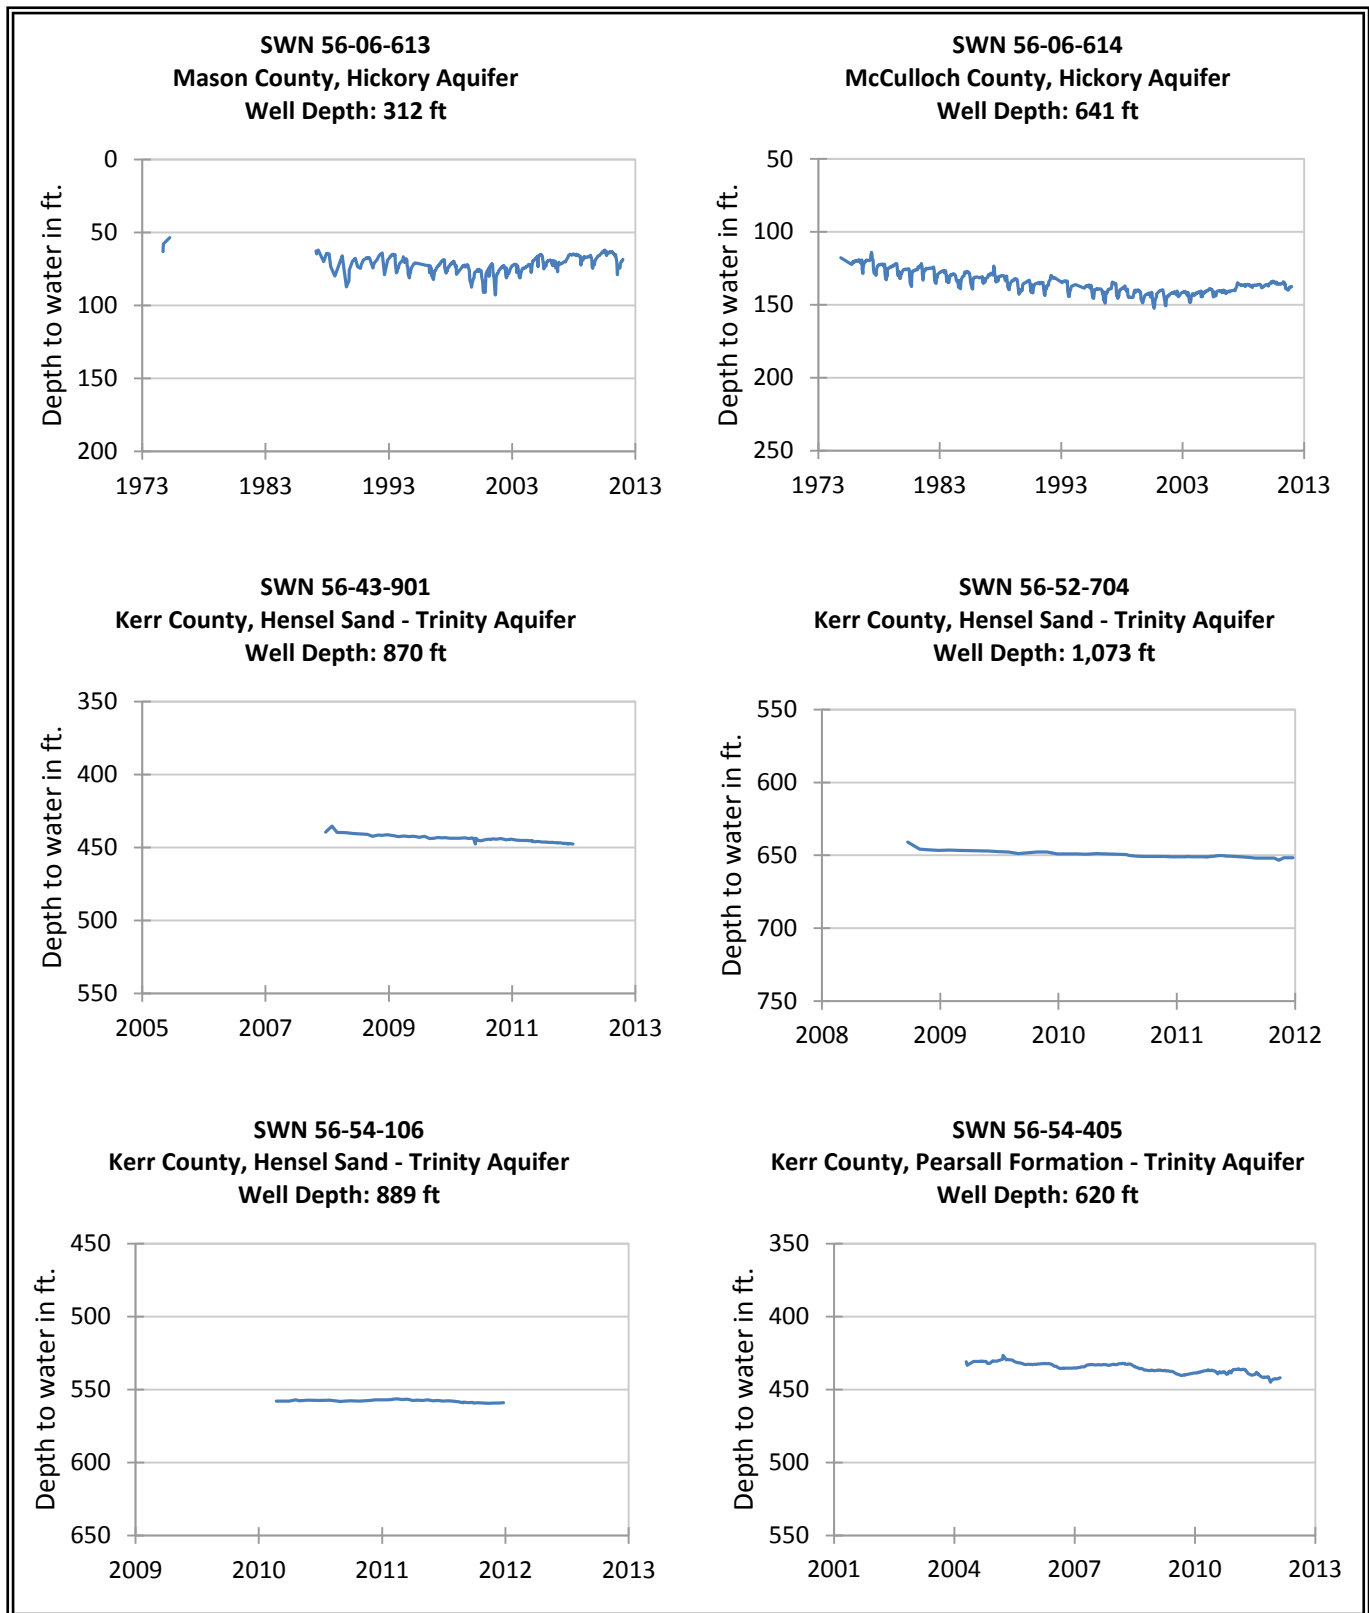 SWN 56-06-613
Mason County, Hickory Aquifer
Well Depth: 312 ft
Depth to water in ft.
0
50
100
150
200
1973 1983 1993 2003 2013
SWN 56-06-614
McCulloch County, Hickory Aquifer
Well Depth: 641 ft
Depth to water in ft.
50
100
150
200
250
1973 1983 1993 2003 2013
SWN 56-43-901
Kerr County, Hensel Sand - Trinity Aquifer
Well Depth: 870 ft
Depth to water in ft.
350
400
450
500
550
2005 2007 2009 2011 2013
SWN 56-52-704
Kerr County, Hensel Sand - Trinity Aquifer
Well Depth: 1,073 ft
Depth to water in ft.
550
600
650
700
750
2008 2009 2010 2011 2012
SWN 56-54-106
Kerr County, Hensel Sand - Trinity Aquifer
Well Depth: 889 ft
Depth to water in ft.
450
500
550
600
650
2009 2010 2011 2012 2013
SWN 56-54-405
Kerr County, Pearsall Formation - Trinity Aquifer
Well Depth: 620 ft
Depth to water in ft.
350
400
450
500
550
2001 2004 2007 2010 2013